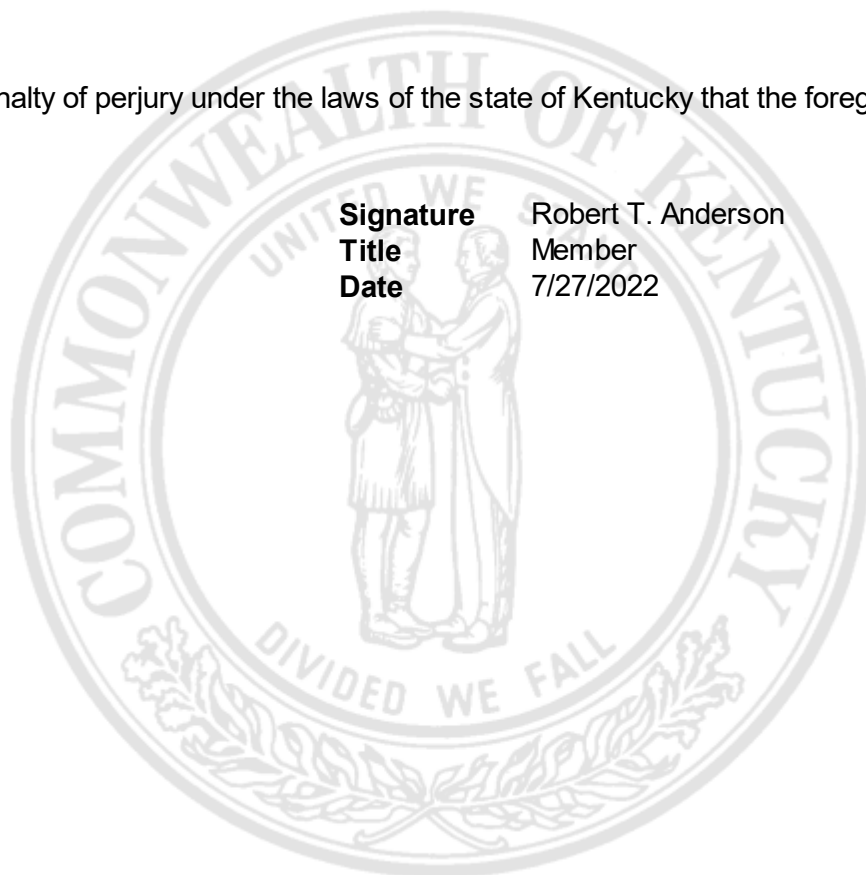 nalty of perjury under the laws of the state of Kentucky that the foreg
COMMONWEALTH OF KENTUCKY
UNITED WE STAND
Signature Robert T. Anderson
Title Member
Date 7/27/2022
DIVIDED WE FALL